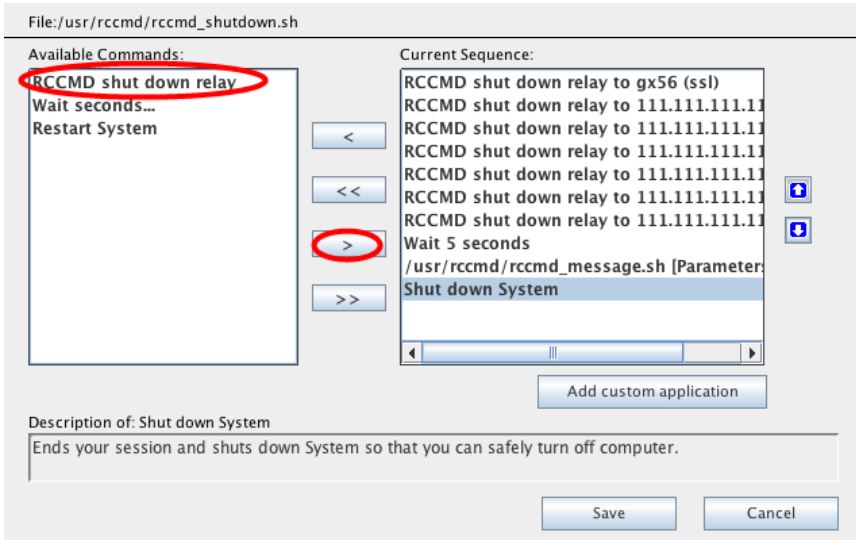 File:/usr/rccmd/rccmd_shutdown.sh
Available Commands:
RCCMD shut down relay
Wait seconds...
Restart System
<
<<
>
>>
Current Sequence:
RCCMD shut down relay to gx56 (ssl)
RCCMD shut down relay to 111.111.111.11
RCCMD shut down relay to 111.111.111.11
RCCMD shut down relay to 111.111.111.11
RCCMD shut down relay to 111.111.111.11
RCCMD shut down relay to 111.111.111.11
RCCMD shut down relay to 111.111.111.11
Wait 5 seconds
/usr/rccmd/rccmd_message.sh [Parameter:
Shut down System
Add custom application
Description of: Shut down System
Ends your session and shuts down System so that you can safely turn off computer.
Save
Cancel